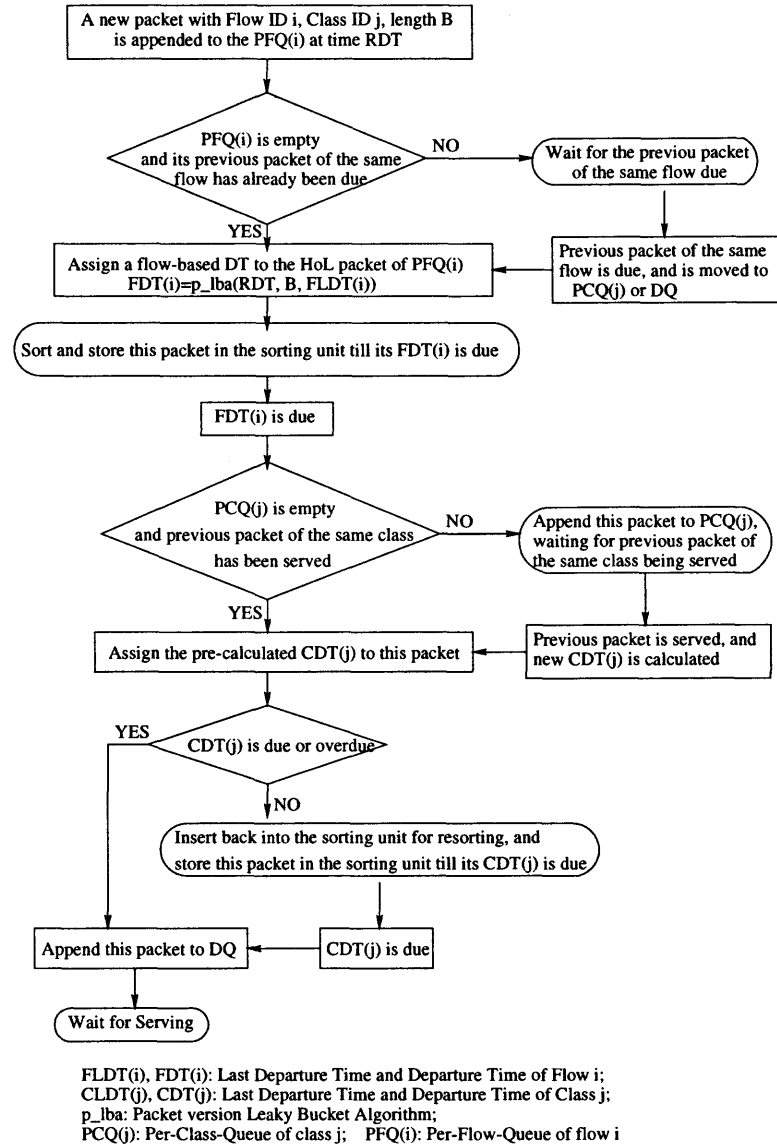 A new packet with Flow ID i, Class ID j, length B
is appended to the PFQ(i) at time RDT
PFQ(i) is empty
and its previous packet of the same
flow has already been due
NO
Wait for the previou packet
of the same flow due
YES
Previous packet of the same
flow is due, and is moved to
PCQ(j) or DQ
Assign a flow-based DT to the HoL packet of PFQ(i)
FDT(i)=p_lba(RDT, B, FLDT(i))
Sort and store this packet in the sorting unit till its FDT(i) is due
FDT(i) is due
PCQ(j) is empty
and previous packet of the same class
has been served
NO
Append this packet to PCQ(j),
waiting for previous packet of
the same class being served
YES
Previous packet is served, and
new CDT(j) is calculated
Assign the pre-calculated CDT(j) to this packet
YES
CDT(j) is due or overdue
NO
Insert back into the sorting unit for resorting, and
store this packet in the sorting unit till its CDT(j) is due
Append this packet to DQ
CDT(j) is due
Wait for Serving
FLDT(i), FDT(i): Last Departure Time and Departure Time of Flow i;
CLDT(j), CDT(j): Last Departure Time and Departure Time of Class j;
p_lba: Packet version Leaky Bucket Algorithm;
PCQ(j): Per-Class-Queue of class j; PFQ(i): Per-Flow-Queue of flow i